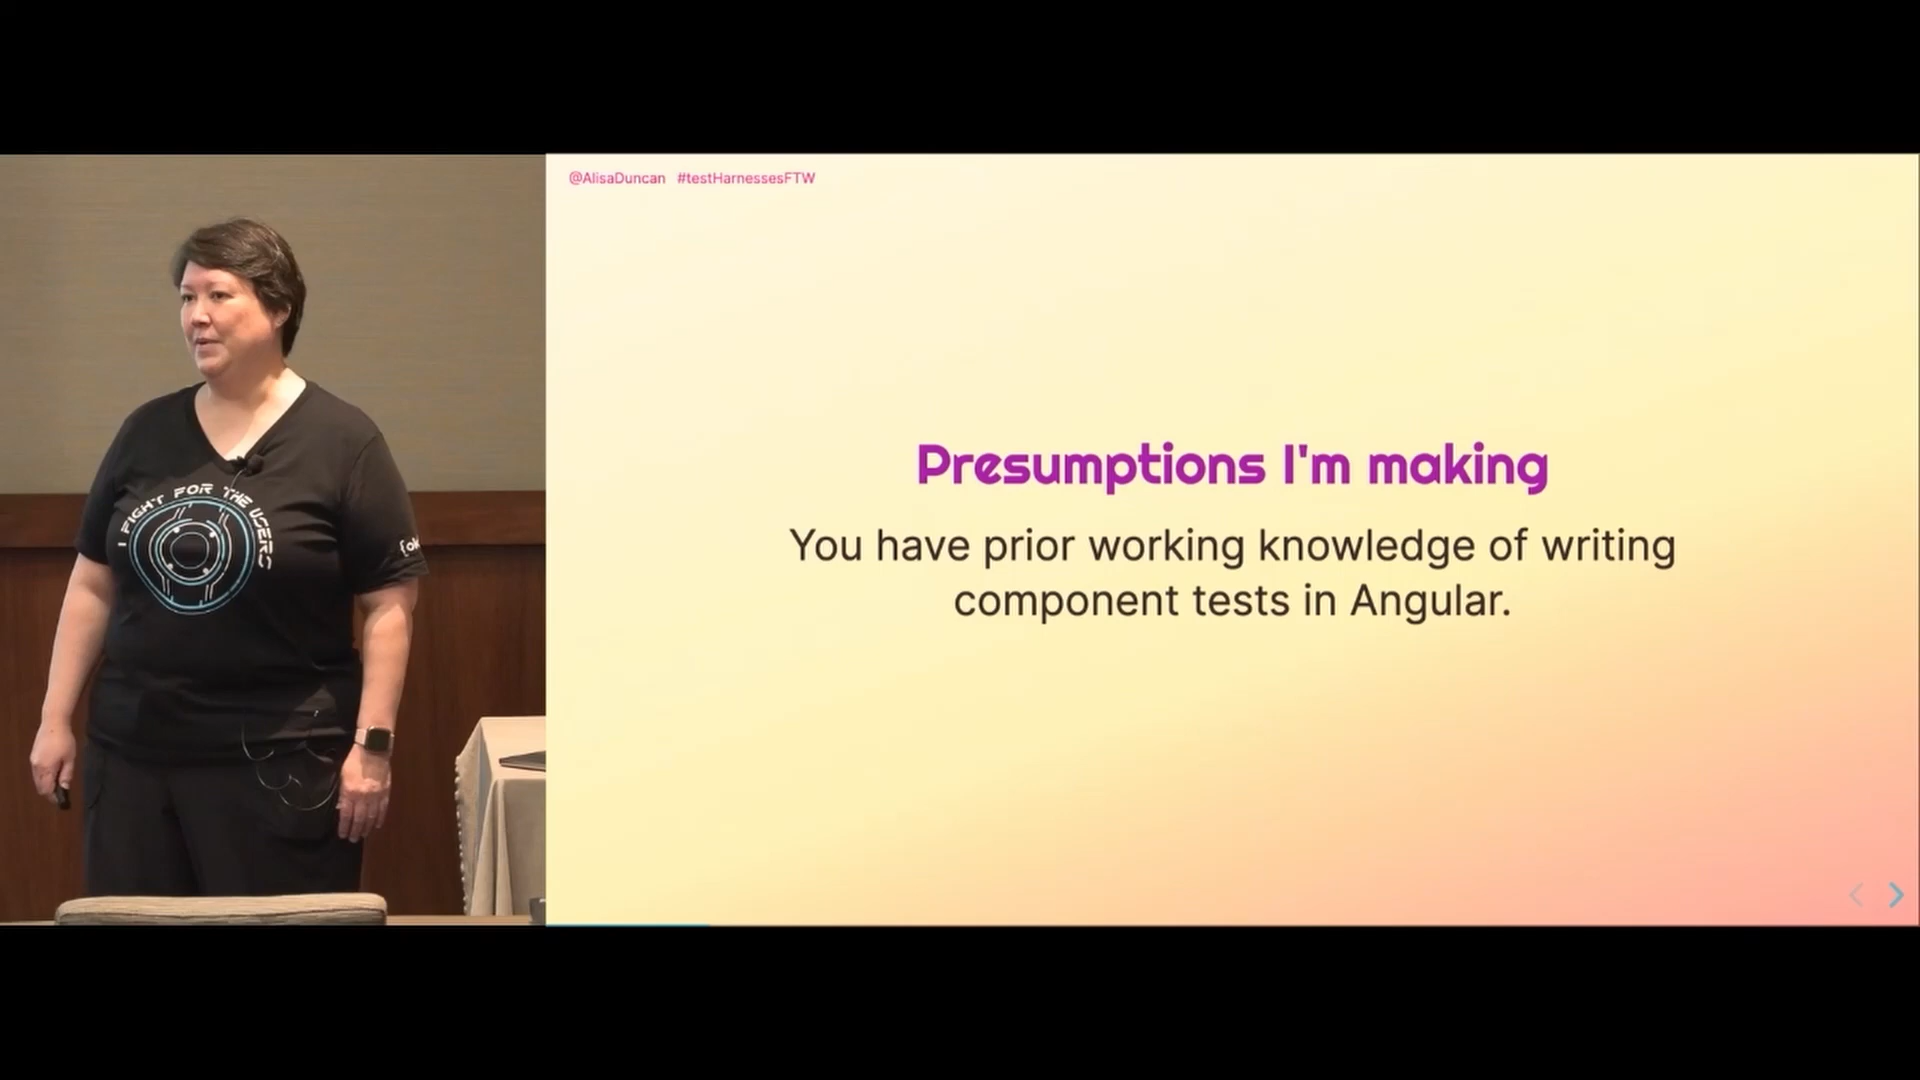 @AlisaDuncan #testHarnessesFTW
Presumptions I'm making
You have prior working knowledge of writing
component tests in Angular.
I FIGHT FOR THE USERS